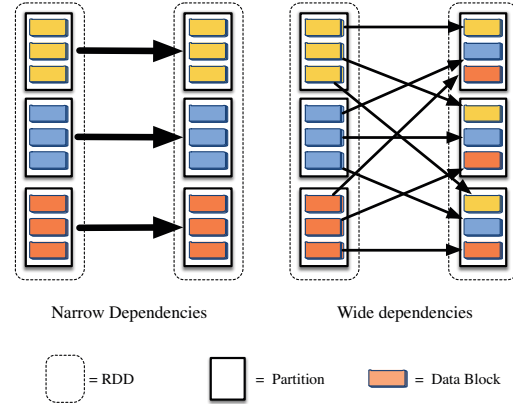 Narrow Dependencies
Wide dependencies
= RDD
= Partition
= Data Block